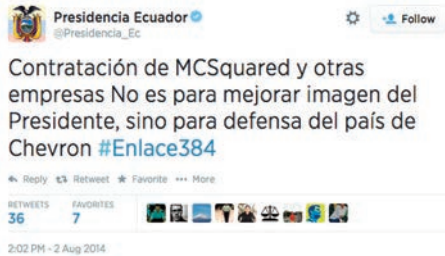 Presidencia Ecuador
@Presidencia_Ec
Follow
Contratación de MCSquared y otras
empresas No es para mejorar imagen del
Presidente, sino para defensa del país de
Chevron #Enlace384
Reply Retweet Favorite More
RETWEETS FAVORITES
36 7
2:02 PM - 2 Aug 2014